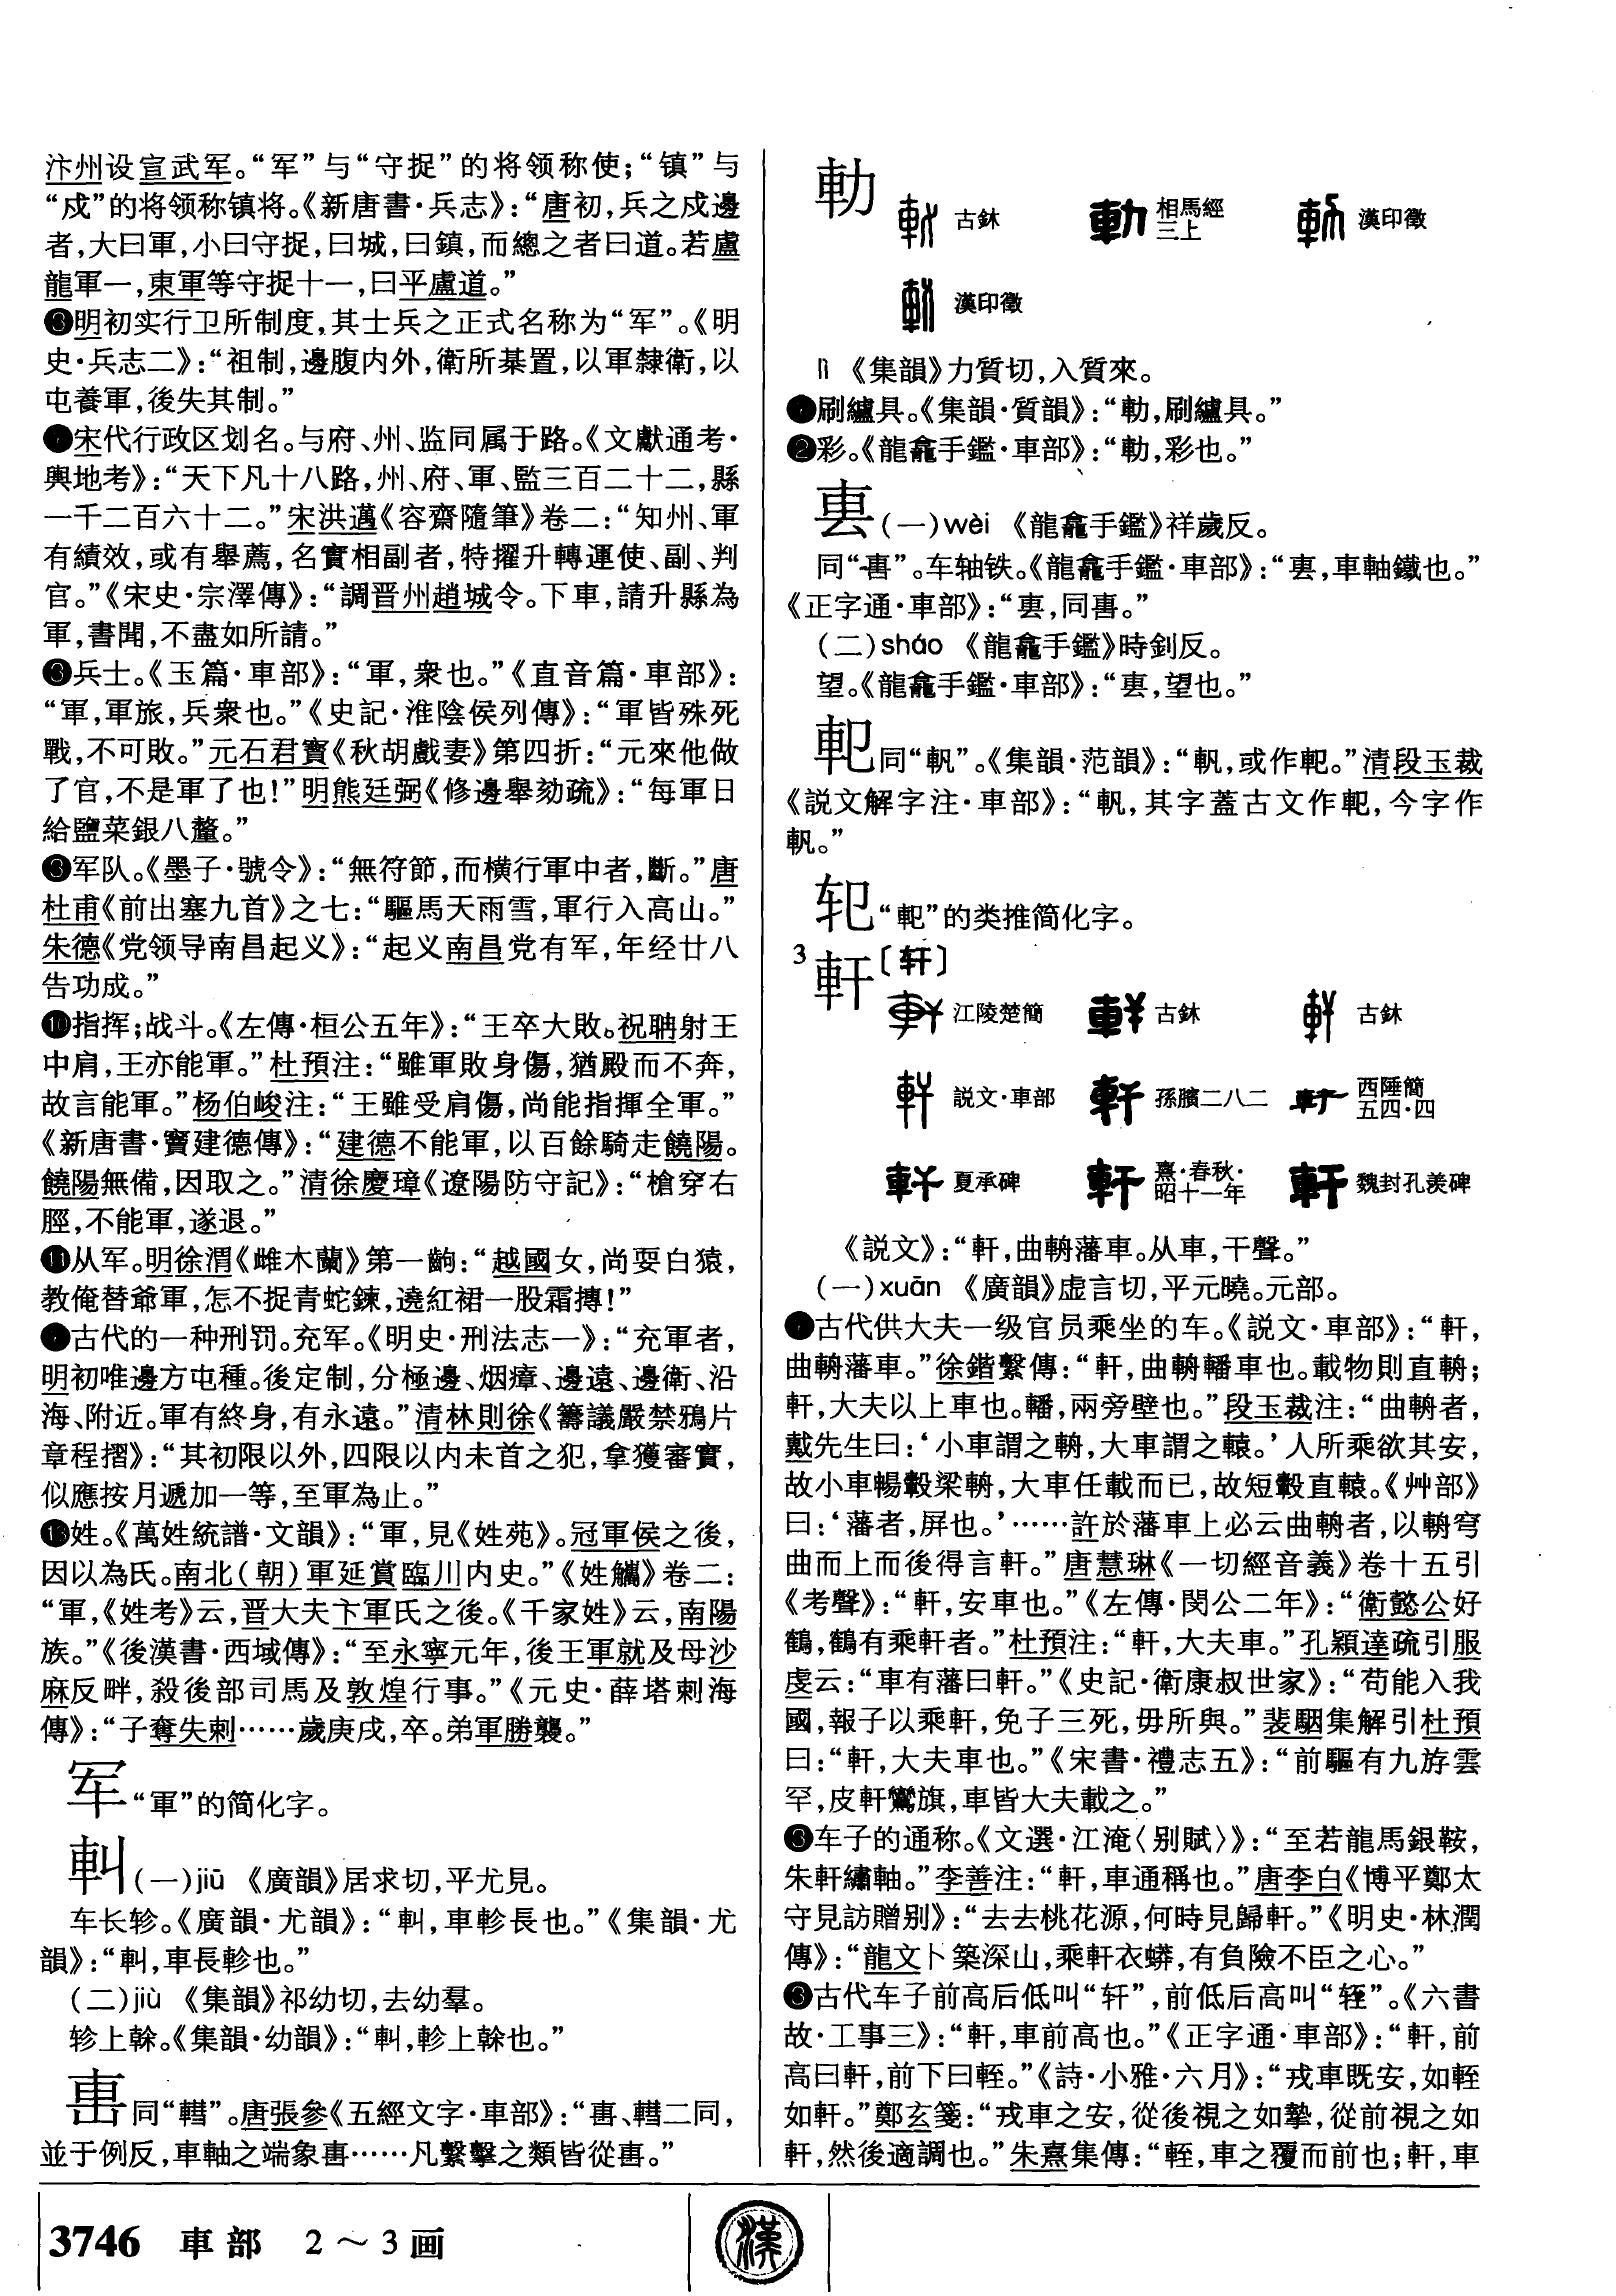 汴州设宣武军。“军”与“守捉”的将领称使；“镇”与
“戍”的将领称镇将。《新唐書·兵志》：“唐初，兵之戍邊
者，大曰軍，小曰守捉，曰城，曰鎮，而總之者曰道。若盧
龍軍一，東軍等守捉十一，曰平盧道。”
明初实行卫所制度，其士兵之正式名称为“军”。《明
史·兵志二》：“祖制，邊腹内外，衛所棊置，以軍隸衛，以
屯養軍，後失其制。”
宋代行政区划名。与府、州、监同属于路。《文獻通考·
輿地考》：“天下凡十八路，州、府、軍、監三百二十二，縣
一千二百六十二。”宋洪邁《容齋隨筆》卷二：“知州、軍
有績效，或有舉薦，名實相副者，特擢升轉運使、副、判
官。”《宋史·宗澤傳》：“調晋州趙城令。下車，請升縣為
軍，書聞，不盡如所請。”
兵士。《玉篇·車部》：“軍，衆也。”《直音篇·車部》：
“軍，軍旅，兵衆也。”《史記·淮陰侯列傳》：“軍皆殊死
戰，不可敗。”元石君寶《秋胡戲妻》第四折：“元來他做
了官，不是軍了也！”明熊廷弼《修邊舉劾疏》：“每軍日
給鹽菜銀八釐。”
军队。《墨子·號令》：“無符節，而横行軍中者，斷。”唐
杜甫《前出塞九首》之七：“驅馬天雨雪，軍行入高山。”
朱德《党领导南昌起义》：“起义南昌党有军，年经廿八
告功成。”
⑩指挥；战斗。《左傳·桓公五年》：“王卒大敗。祝聃射王
中肩，王亦能軍。”杜預注：“雖軍敗身傷，猶殿而不奔，
故言能軍。”杨伯峻注：“王雖受肩傷，尚能指揮全軍。”
《新唐書·竇建德傳》：“建德不能軍，以百餘騎走饒陽。
饒陽無備，因取之。”清徐慶璋《遼陽防守記》：“槍穿右
脛，不能軍，遂退。”
⑪从军。明徐渭《雌木蘭》第一齣：“越國女，尚耍白猿，
教俺替爺軍，怎不捉青蛇鍊，遶紅裙一股霜摶！”
古代的一种刑罚。充军。《明史·刑法志一》：“充軍者，
明初唯邊方屯種。後定制，分極邊、烟瘴、邊遠、邊衛、沿
海、附近。軍有終身，有永遠。”清林則徐《籌議嚴禁鴉片
章程摺》：“其初限以外，四限以内未首之犯，拿獲審實，
似應按月遞加一等，至軍為止。”
⑬姓。《萬姓統譜·文韻》：“軍，見《姓苑》。冠軍侯之後，
因以為氏。南北（朝）軍延賞臨川内史。”《姓觿》卷二：
“軍，《姓考》云，晋大夫卞軍氏之後。《千家姓》云，南陽
族。”《後漢書·西域傳》：“至永寧元年，後王軍就及母沙
麻反畔，殺後部司馬及敦煌行事。”《元史·薛塔剌海
傳》：“子奪失剌……歲庚戌，卒。弟軍勝襲。”
军“軍”的简化字。
䡂(一)jiū 《廣韻》居求切，平尤見。
车长轸。《廣韻·尤韻》：“䡂，車軫長也。”《集韻·尤
韻》：“䡂，車長軫也。”
(二)jiù 《集韻》祁幼切，去幼羣。
轸上榦。《集韻·幼韻》：“䡂，軫上榦也。”
軎同“轊”。唐張參《五經文字·車部》：“軎、轊二同，
並于例反，車軸之端象軎……凡繫擊之類皆從軎。”
䡃
古鉨
相馬經三上
漢印徵
漢印徵
lì 《集韻》力質切，入質來。
刷纑具。《集韻·質韻》：“䡃，刷纑具。”
❷彩。《龍龕手鑑·車部》：“䡃，彩也。”
(一)wèi 《龍龕手鑑》祥歲反。
同“軎”。车轴铁。《龍龕手鑑·車部》：“，車軸鐵也。”
《正字通·車部》：“，同軎。”
(二)sháo 《龍龕手鑑》時釗反。
望。《龍龕手鑑·車部》：“，望也。”
軋同“軓”。《集韻·范韻》：“軓，或作。”清段玉裁
《説文解字注·車部》：“軓，其字蓋古文作，今字作
軓。”
“”的类推简化字。
3 軒〔轩〕
江陵楚簡
古鉨
古鉨
説文·車部
孫臏二八二
西陲簡五四·四
夏承碑
熹·春秋·昭十一年
魏封孔羡碑
《説文》：“軒，曲輈藩車。从車，干聲。”
(一)xuān 《廣韻》虚言切，平元曉。元部。
古代供大夫一级官员乘坐的车。《説文·車部》：“軒，
曲輈藩車。”徐鍇繫傳：“軒，曲輈轓車也。載物則直輈；
軒，大夫以上車也。轓，兩旁壁也。”段玉裁注：“曲輈者，
戴先生曰：‘小車謂之輈，大車謂之轅。’人所乘欲其安，
故小車暢轂梁輈，大車任載而已，故短轂直轅。《艸部》
曰：‘藩者，屏也。’……許於藩車上必云曲輈者，以輈穹
曲而上而後得言軒。”唐慧琳《一切經音義》卷十五引
《考聲》：“軒，安車也。”《左傳·閔公二年》：“衛懿公好
鶴，鶴有乘軒者。”杜預注：“軒，大夫車。”孔穎達疏引服
虔云：“車有藩曰軒。”《史記·衛康叔世家》：“苟能入我
國，報子以乘軒，免子三死，毋所與。”裴駰集解引杜預
曰：“軒，大夫車也。”《宋書·禮志五》：“前驅有九斿雲
罕，皮軒鸞旗，車皆大夫載之。”
车子的通称。《文選·江淹〈别賦〉》：“至若龍馬銀鞍，
朱軒繡軸。”李善注：“軒，車通稱也。”唐李白《博平鄭太
守見訪贈别》：“去去桃花源，何時見歸軒。”《明史·林潤
傳》：“龍文卜築深山，乘軒衣蟒，有負險不臣之心。”
❸古代车子前高后低叫“轩”，前低后高叫“轾”。《六書
故·工事三》：“軒，車前高也。”《正字通·車部》：“軒，前
高曰軒，前下曰輊。”《詩·小雅·六月》：“戎車既安，如輊
如軒。”鄭玄箋：“戎車之安，從後視之如摯，從前視之如
軒，然後適調也。”朱熹集傳：“輊，車之覆而前也；軒，車
3746 車部 2～3画
漢